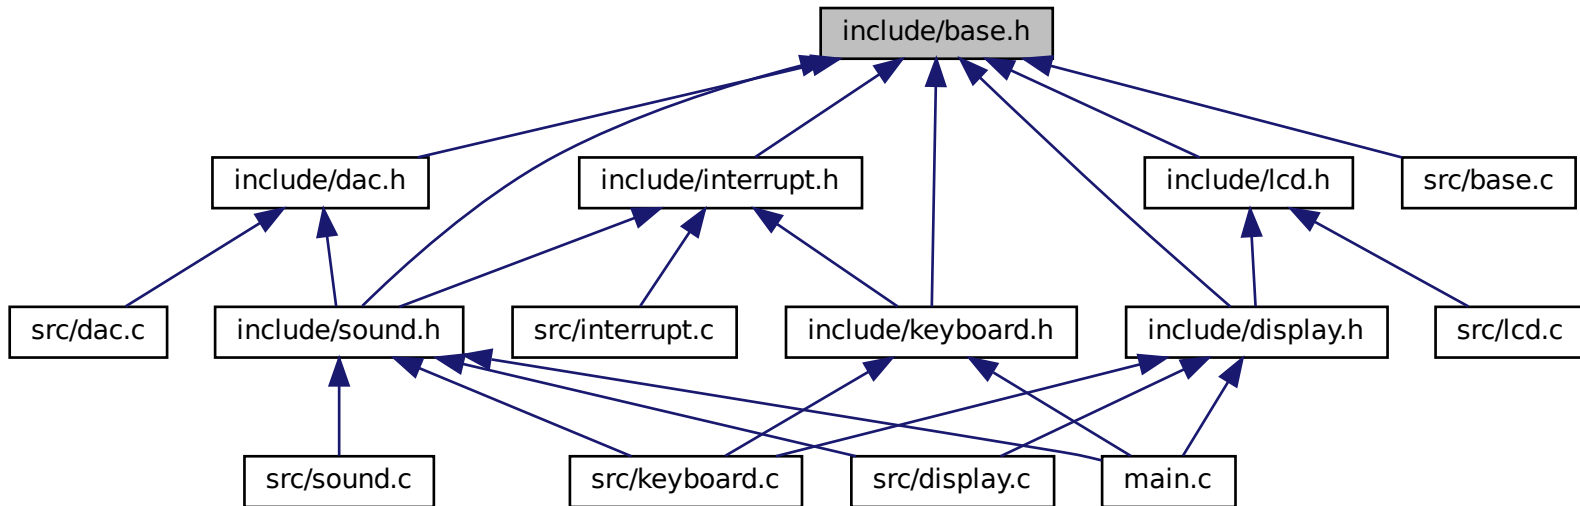 include/base.h
include/dac.h
include/interrupt.h
include/lcd.h
src/base.c
src/dac.c
include/sound.h
src/interrupt.c
include/keyboard.h
include/display.h
src/lcd.c
src/sound.c
src/keyboard.c
src/display.c
main.c